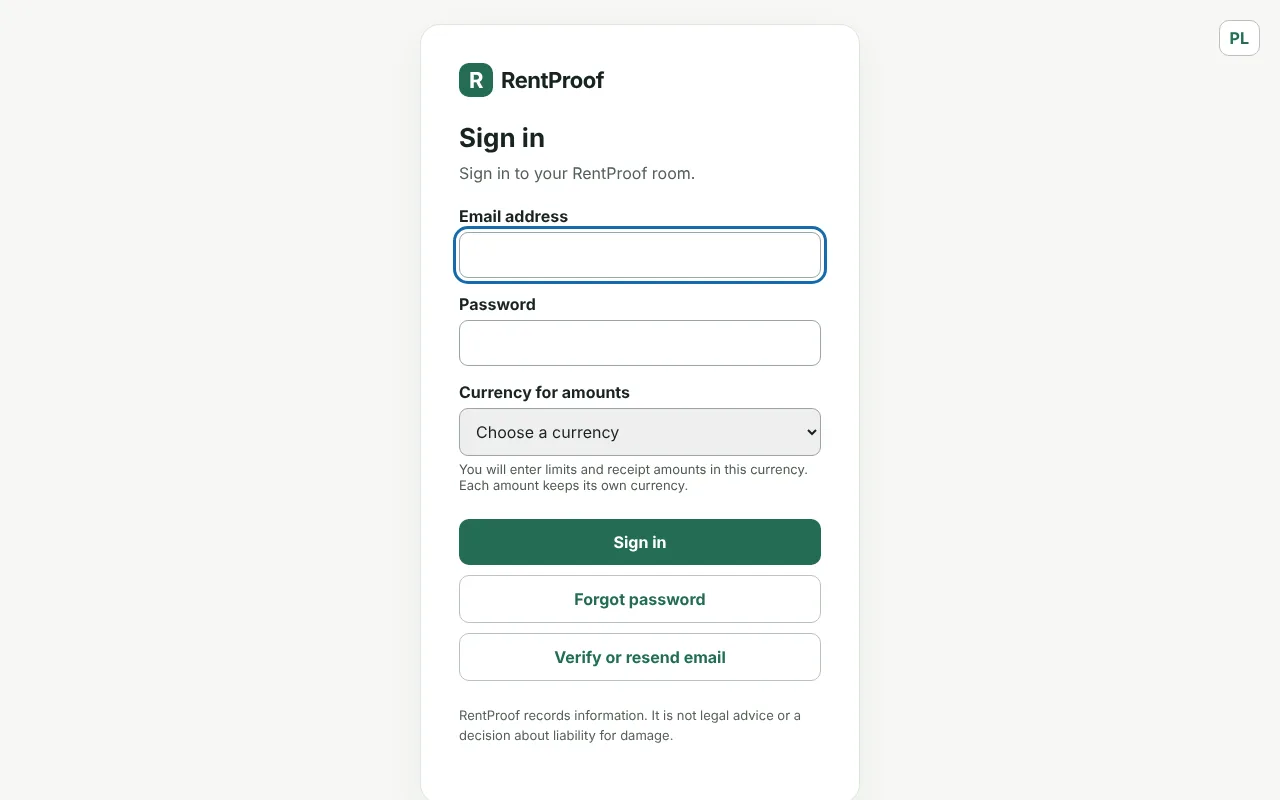 PL
R RentProof
Sign in
Sign in to your RentProof room.
Email address
Password
Currency for amounts
Choose a currency
You will enter limits and receipt amounts in this currency.
Each amount keeps its own currency.
Sign in
Forgot password
Verify or resend email
RentProof records information. It is not legal advice or a
decision about liability for damage.